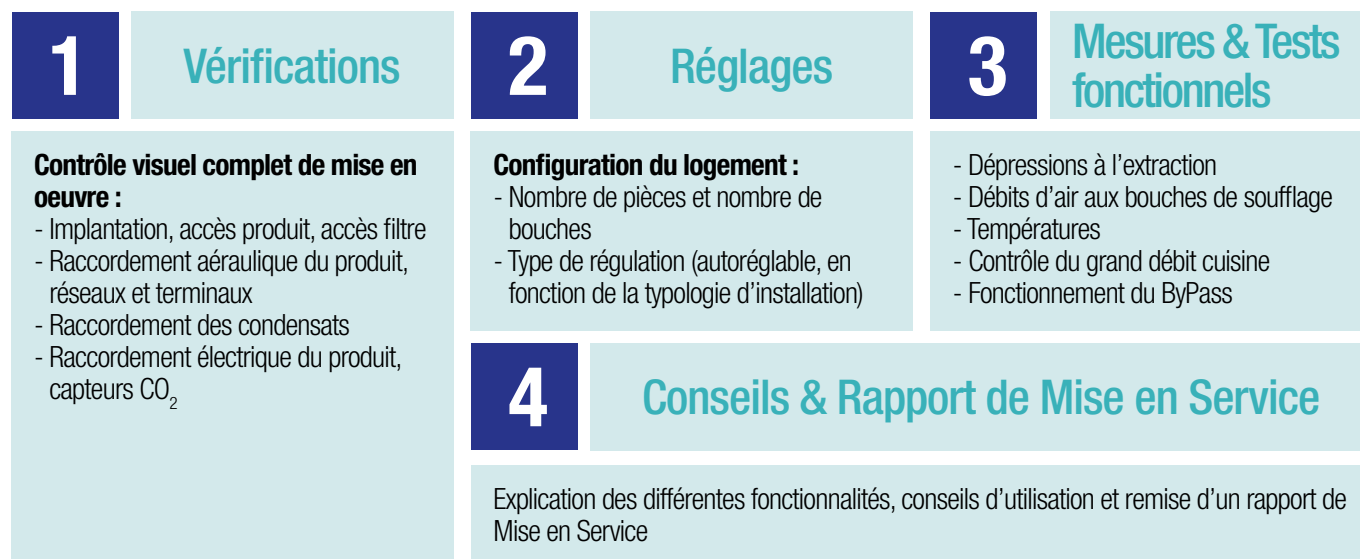 1
Vérifications
Contrôle visuel complet de mise en
oeuvre :
- Implantation, accès produit, accès filtre
- Raccordement aéraulique du produit,
réseaux et terminaux
- Raccordement des condensats
- Raccordement électrique du produit,
capteurs CO₂
2
Réglages
Configuration du logement :
- Nombre de pièces et nombre de
bouches
- Type de régulation (autoréglable, en
fonction de la typologie d'installation)
3
Mesures & Tests
fonctionnels
- Dépressions à l'extraction
- Débits d'air aux bouches de soufflage
- Températures
- Contrôle du grand débit cuisine
- Fonctionnement du ByPass
4
Conseils & Rapport de Mise en Service
Explication des différentes fonctionnalités, conseils d'utilisation et remise d'un rapport de
Mise en Service